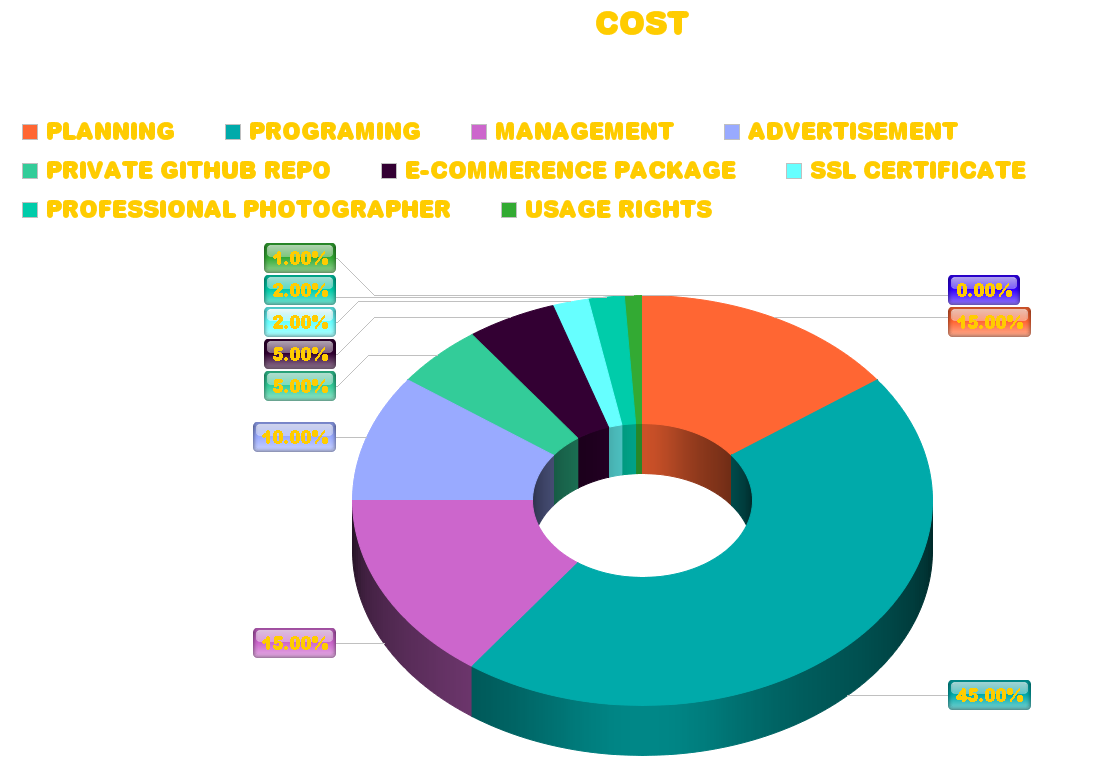 COST
PLANNING PROGRAMING MANAGEMENT ADVERTISEMENT
PRIVATE GITHUB REPO E-COMMERENCE PACKAGE SSL CERTIFICATE
PROFESSIONAL PHOTOGRAPHER USAGE RIGHTS
1.00%
2.00% 0.00%
2.00% 15.00%
5.00%
5.00%
10.00%
15.00%
45.00%